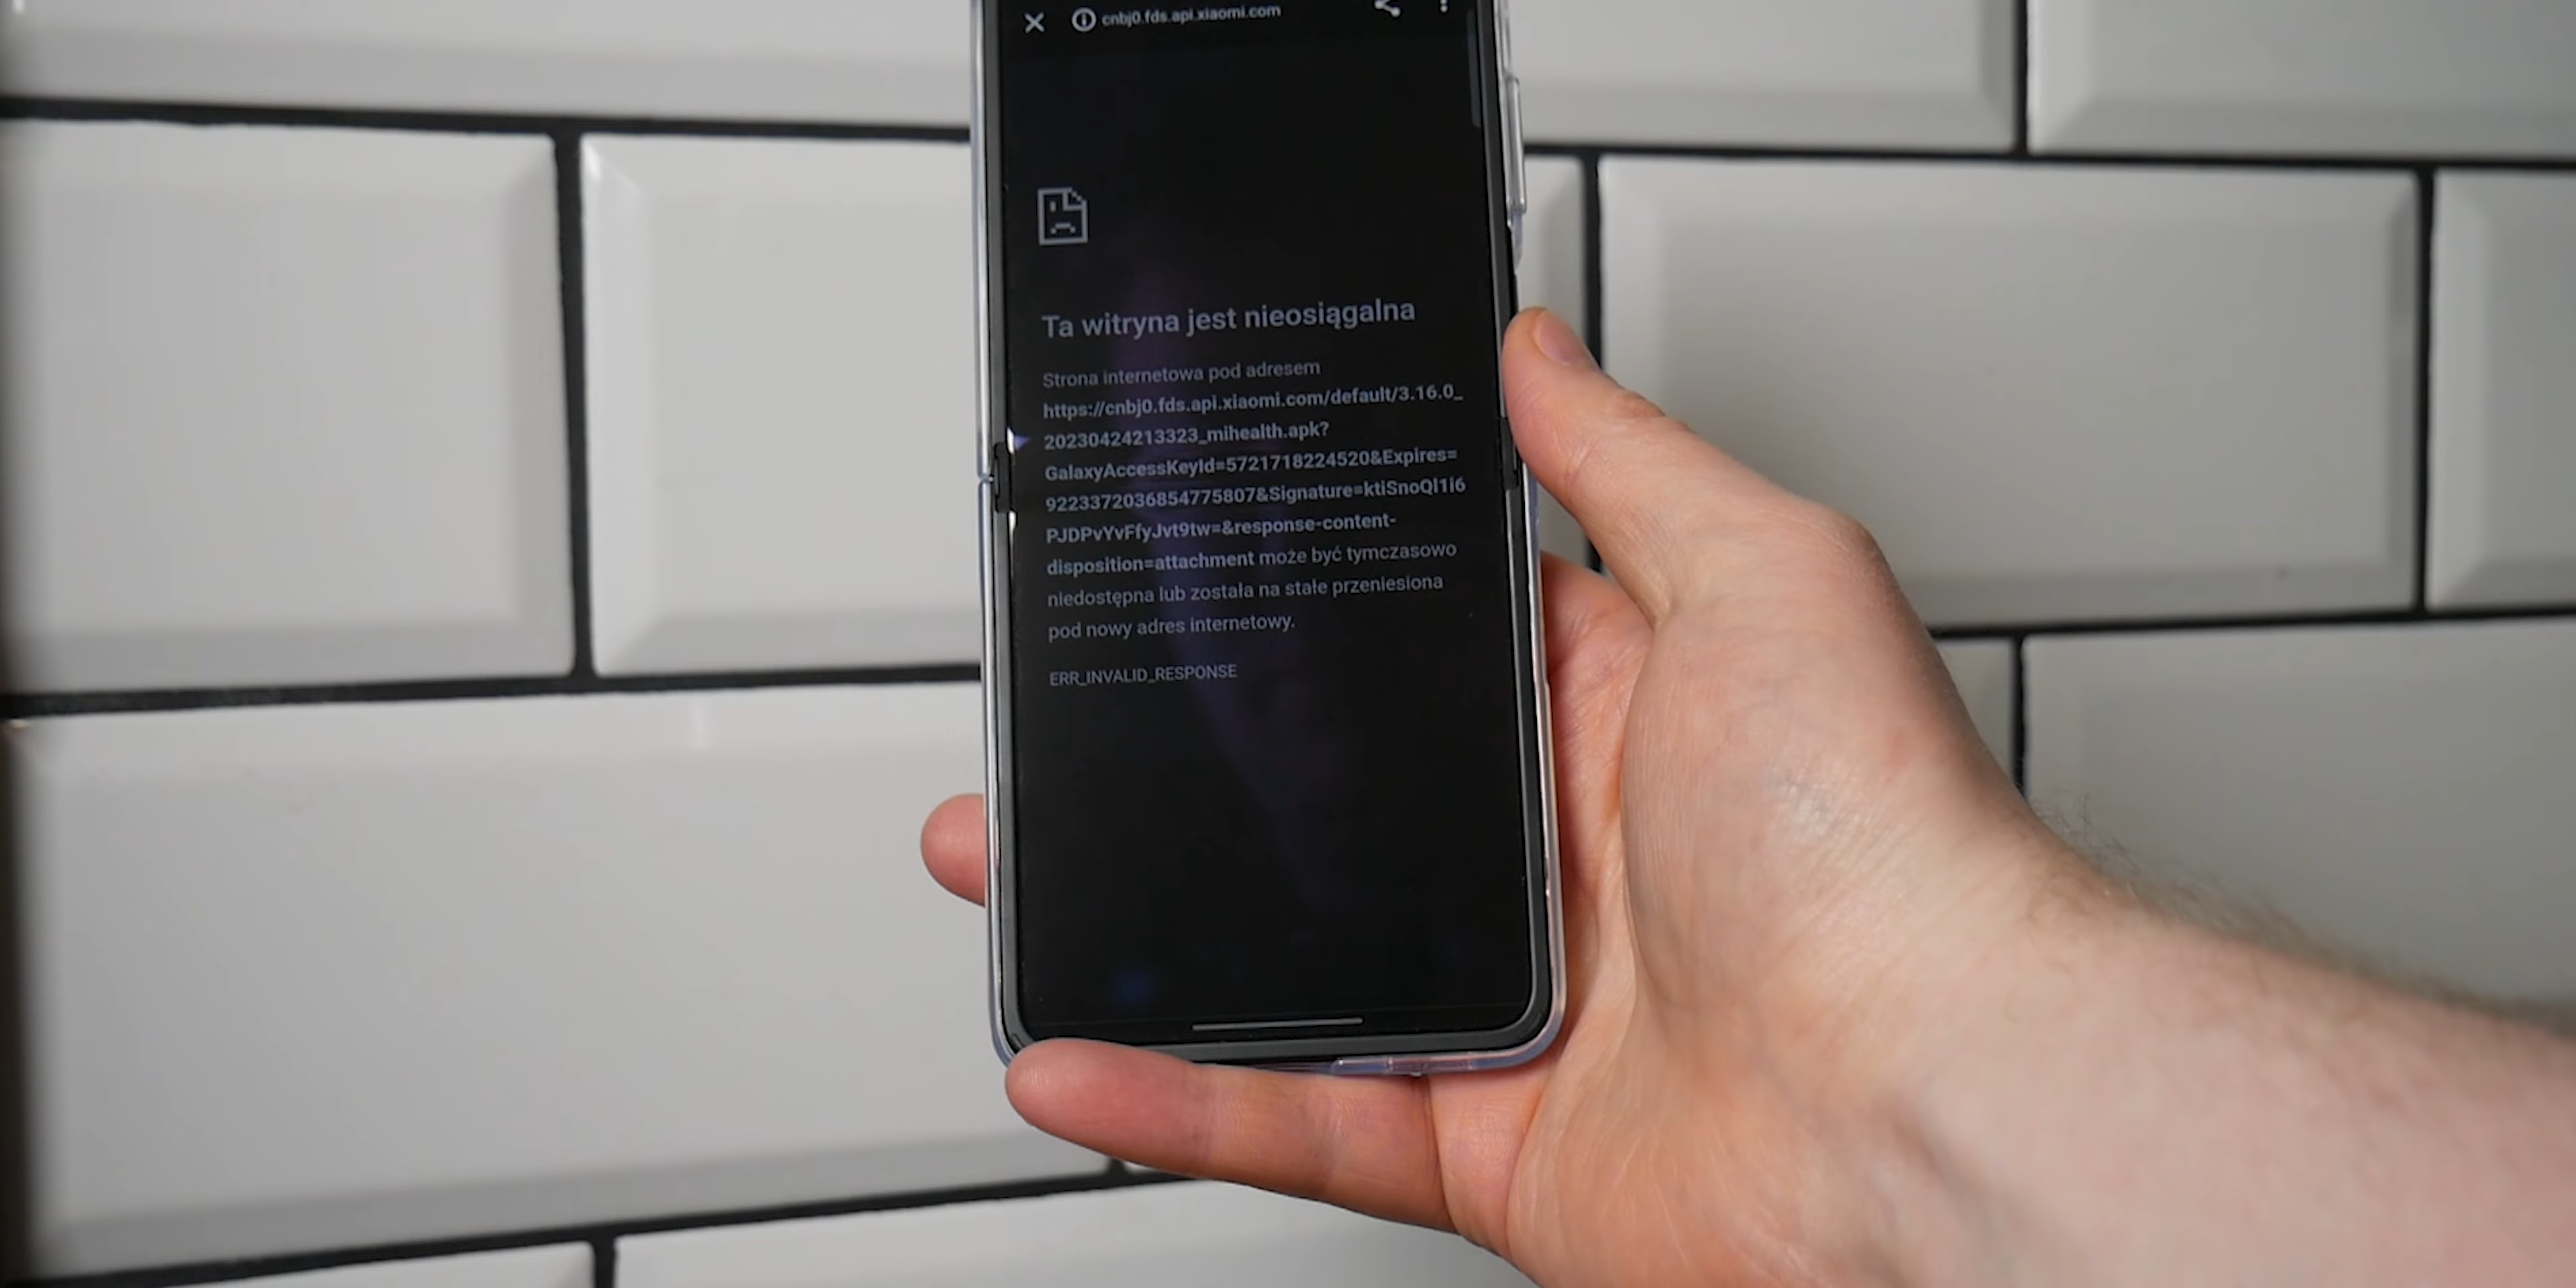 cnbj0.fds.api.xiaomi.com
Ta witryna jest nieosiągalna
Strona internetowa pod adresem
https://cnbj0.fds.api.xiaomi.com/default/3.16.0_
20230424213323_mihealth.apk?
GalaxyAccessKeyId=5721718224520&Expires=
9223372036854775807&Signature=ktiSnoQl1i6
PJDPvYvFfyJvt9tw=&response-content-
disposition=attachment może być tymczasowo
niedostępna lub została na stałe przeniesiona
pod nowy adres internetowy.
ERR_INVALID_RESPONSE